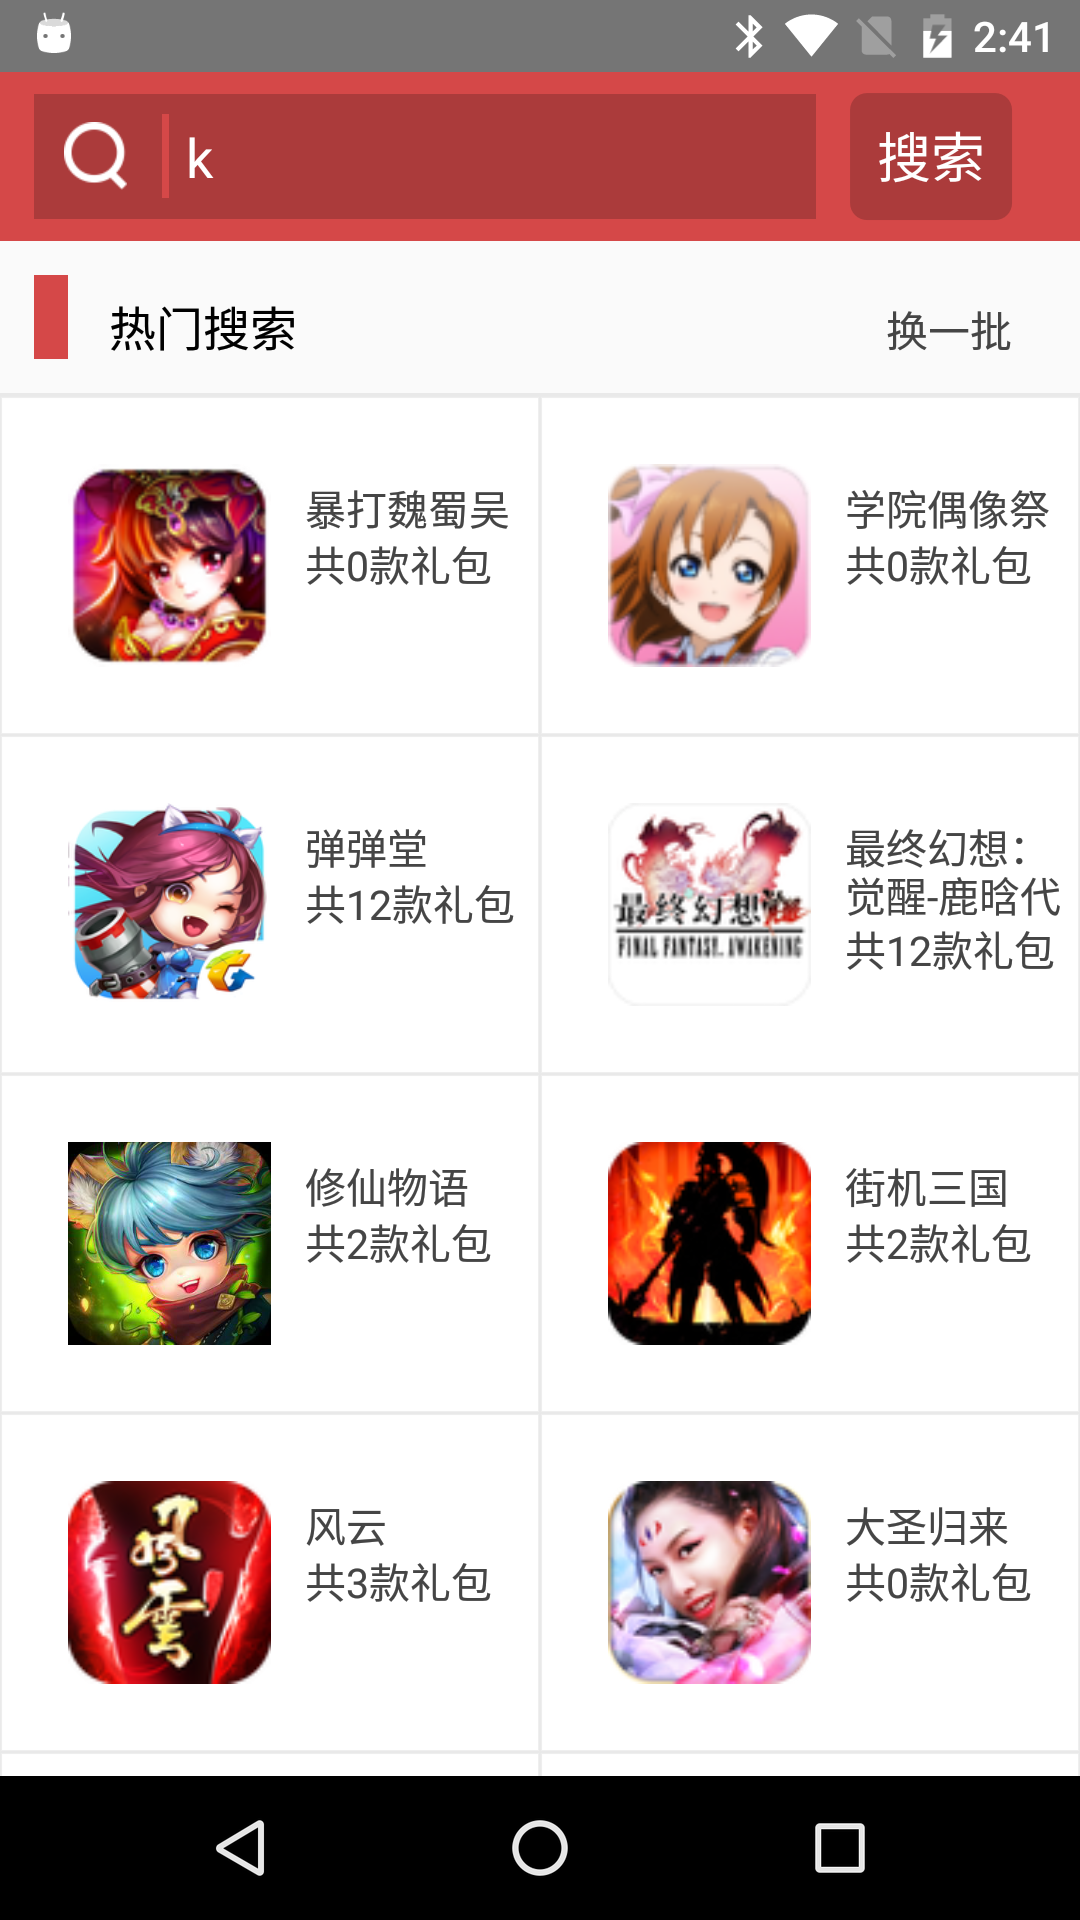 2:41
k
搜索
热门搜索
换一批
暴打魏蜀吴
共0款礼包
学院偶像祭
共0款礼包
弹弹堂
共12款礼包
最终幻想
FINAL FANTASY. AWAKENING
最终幻想：
觉醒-鹿晗代
共12款礼包
修仙物语
共2款礼包
街机三国
共2款礼包
風雲
风云
共3款礼包
大圣归来
共0款礼包